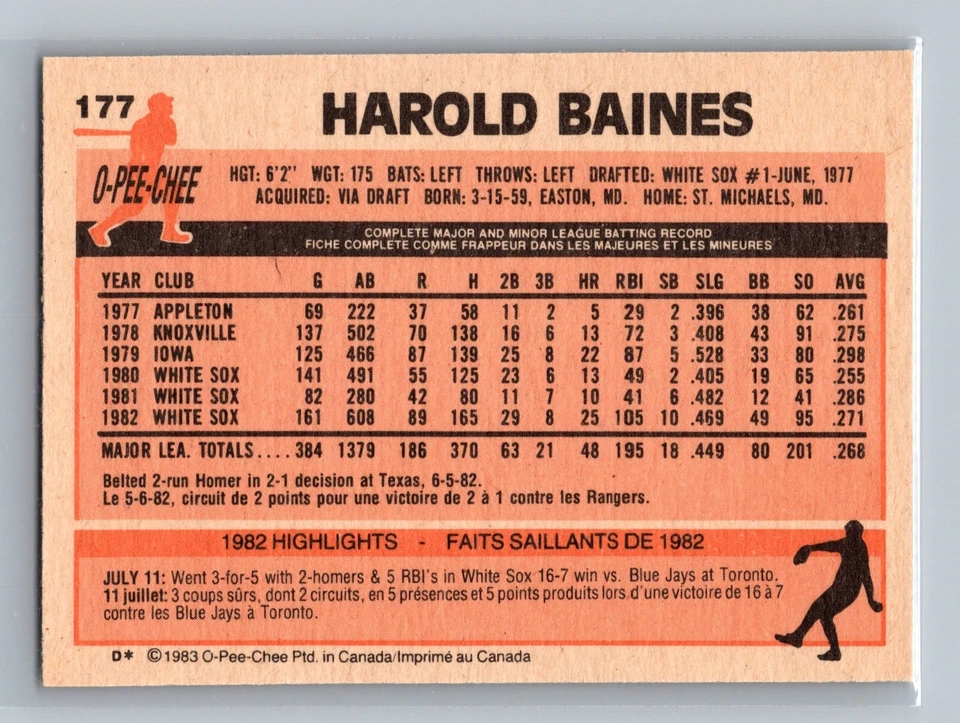 177
HAROLD BAINES
O-PEE-CHEE
HGT: 6'2" WGT: 175 BATS: LEFT THROWS: LEFT DRAFTED: WHITE SOX #1-JUNE, 1977
ACQUIRED: VIA DRAFT BORN: 3-15-59, EASTON, MD. HOME: ST. MICHAELS, MD.
COMPLETE MAJOR AND MINOR LEAGUE BATTING RECORD
FICHE COMPLETE COMME FRAPPEUR DANS LES MAJEURES ET LES MINEURES
YEAR CLUB G AB R H 2B 3B HR RBI SB SLG BB SO AVG
1977 APPLETON 69 222 37 58 11 2 5 29 2 .396 38 62 .261
1978 KNOXVILLE 137 502 70 138 16 6 13 72 3 .408 43 91 .275
1979 IOWA 125 466 87 139 25 8 22 87 5 .528 33 80 .298
1980 WHITE SOX 141 491 55 125 23 6 13 49 2 .405 19 65 .255
1981 WHITE SOX 82 280 42 80 11 7 10 41 6 .482 12 41 .286
1982 WHITE SOX 161 608 89 165 29 8 25 105 10 .469 49 95 .271
MAJOR LEA. TOTALS.... 384 1379 186 370 63 21 48 195 18 .449 80 201 .268
Belted 2-run Homer in 2-1 decision at Texas, 6-5-82.
Le 5-6-82, circuit de 2 points pour une victoire de 2 à 1 contre les Rangers.
1982 HIGHLIGHTS - FAITS SAILLANTS DE 1982
JULY 11: Went 3-for-5 with 2-homers & 5 RBI's in White Sox 16-7 win vs. Blue Jays at Toronto.
11 juillet: 3 coups sûrs, dont 2 circuits, en 5 présences et 5 points produits lors d'une victoire de 16 à 7
contre les Blue Jays à Toronto.
D* ©1983 O-Pee-Chee Ptd. in Canada/Imprimé au Canada